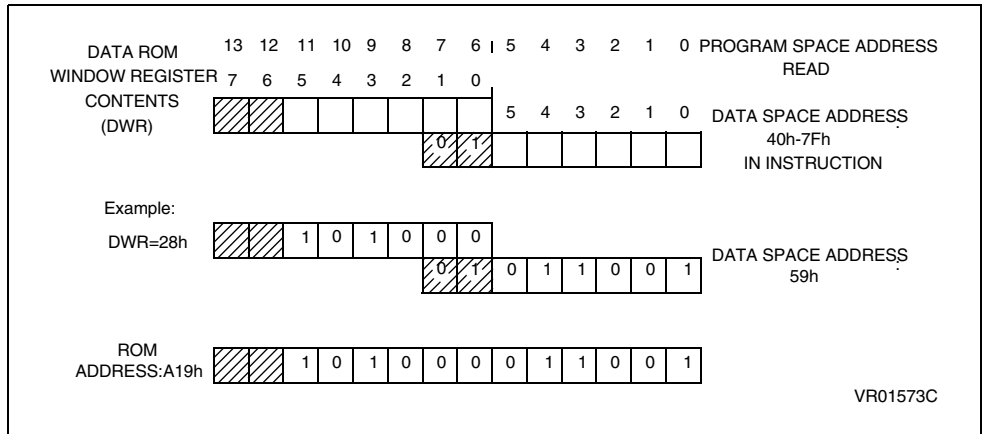 DATA ROM
WINDOW REGISTER
CONTENTS
(DWR)
13 12 11 10 9 8 7 6 5 4 3 2 1 0
PROGRAM SPACE ADDRESS
READ
7 6 5 4 3 2 1 0
5 4 3 2 1 0
DATA SPACE ADDRESS
40h-7Fh
IN INSTRUCTION
0 1
Example:
DWR=28h
1 0 1 0 0 0
0 1 0 1 1 0 0 1
DATA SPACE ADDRESS
59h
ROM
ADDRESS:A19h
1 0 1 0 0 0 0 1 1 0 0 1
VR01573C